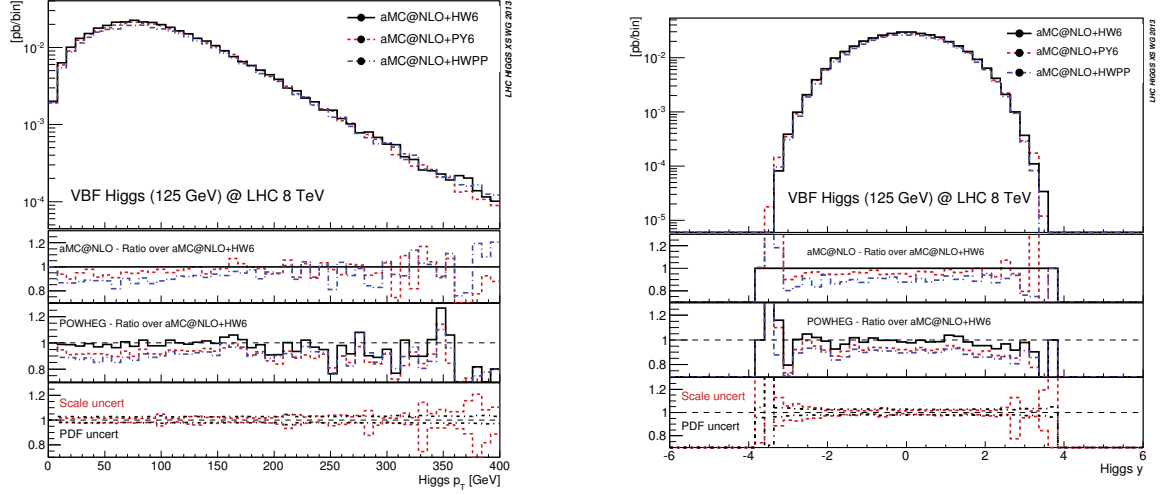 [pb/bin]
10-2
10-3
10-4
aMC@NLO+HW6
aMC@NLO+PY6
aMC@NLO+HWPP
LHC HIGGS XS WG 2013
VBF Higgs (125 GeV) @ LHC 8 TeV
aMC@NLO - Ratio over aMC@NLO+HW6
1.2
1
0.8
POWHEG - Ratio over aMC@NLO+HW6
1.2
1
0.8
Scale uncert
PDF uncert
1.2
1
0.8
0 50 100 150 200 250 300 350 400
Higgs pT [GeV]
[pb/bin]
10-2
10-3
10-4
10-5
aMC@NLO+HW6
aMC@NLO+PY6
aMC@NLO+HWPP
LHC HIGGS XS WG 2013
VBF Higgs (125 GeV) @ LHC 8 TeV
aMC@NLO - Ratio over aMC@NLO+HW6
1.2
1
0.8
POWHEG - Ratio over aMC@NLO+HW6
1.2
1
0.8
Scale uncert
PDF uncert
1.2
1
0.8
-6 -4 -2 0 2 4 6
Higgs y